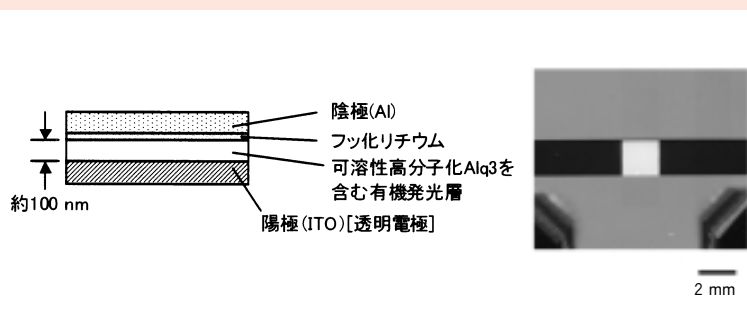 陰極(Al)
フッ化リチウム
可溶性高分子化Alq3を
含む有機発光層
約100 nm
陽極(ITO)[透明電極]
2 mm